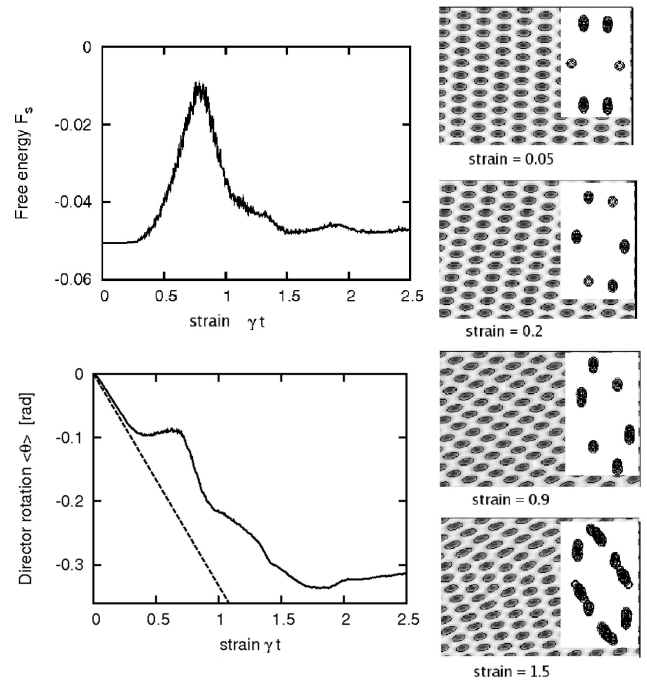 0
-0.02
-0.04
-0.06
Free energy F_s
0 0.5 1 1.5 2 2.5
strain γ t
0
-0.1
-0.2
-0.3
Director rotation <θ> [rad]
0 0.5 1 1.5 2 2.5
strain γ t
strain = 0.05
strain = 0.2
strain = 0.9
strain = 1.5